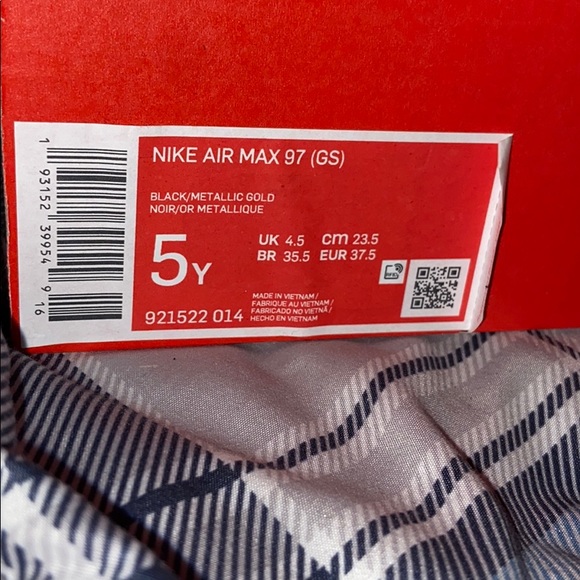 NIKE AIR MAX 97 (GS)
BLACK/METALLIC GOLD
NOIR/OR METALLIQUE
5Y
UK 4.5 cm 23.5
BR 35.5 EUR 37.5
921522 014
MADE IN VIETNAM/
FABRIQUE AU VIETNAM/
FABRICADO NO VIETNÃ/
HECHO EN VIETNAM
1 93152 39954 9 16